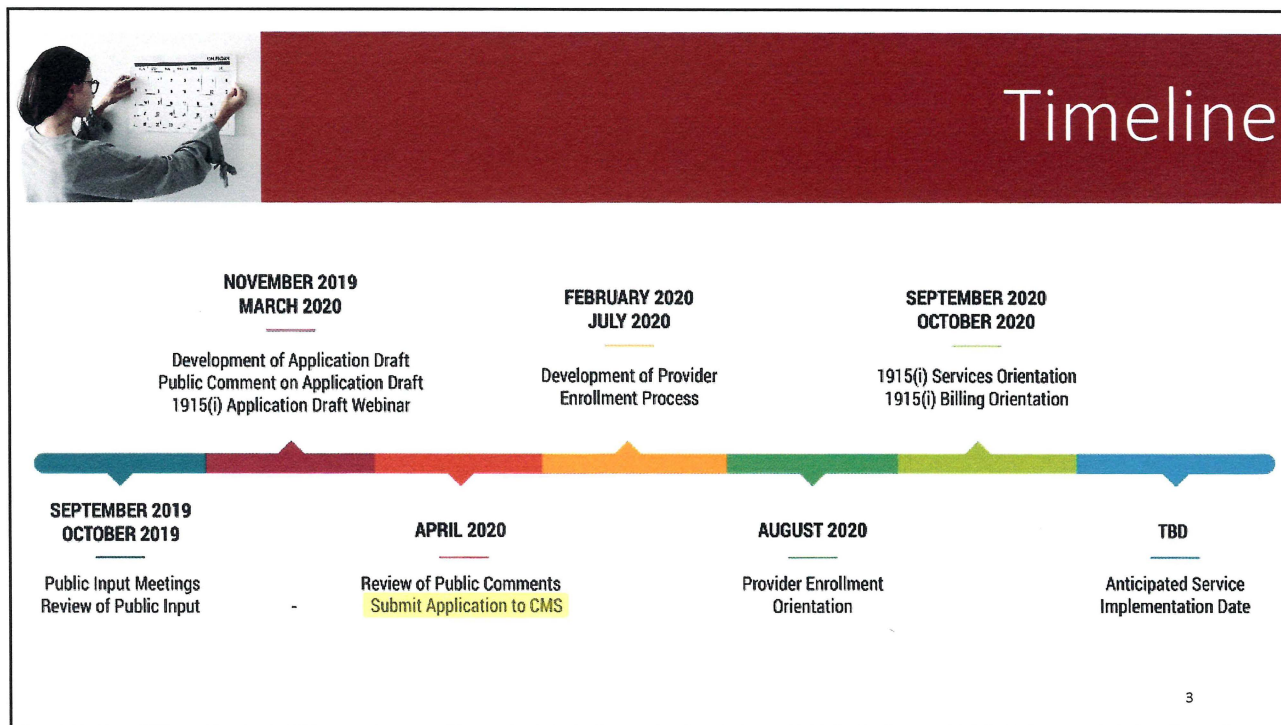 Timeline
NOVEMBER 2019
MARCH 2020
Development of Application Draft
Public Comment on Application Draft
1915(i) Application Draft Webinar
FEBRUARY 2020
JULY 2020
Development of Provider
Enrollment Process
SEPTEMBER 2020
OCTOBER 2020
1915(i) Services Orientation
1915(i) Billing Orientation
SEPTEMBER 2019
OCTOBER 2019
Public Input Meetings
Review of Public Input
-
APRIL 2020
Review of Public Comments
Submit Application to CMS
AUGUST 2020
Provider Enrollment
Orientation
TBD
Anticipated Service
Implementation Date
3